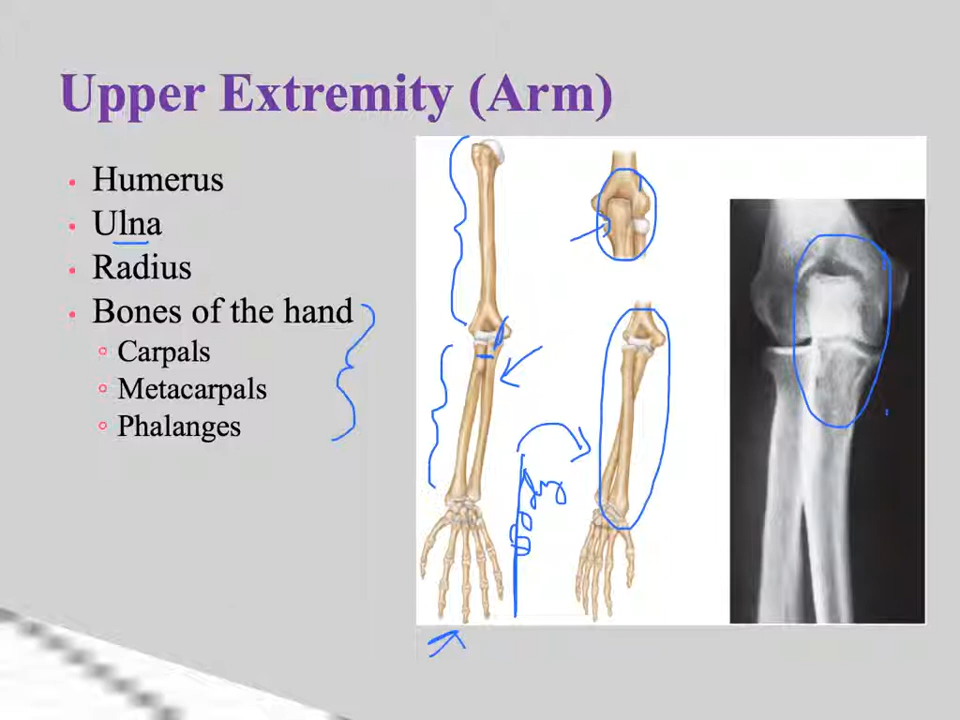 Upper Extremity (Arm)
Humerus
Ulna
Radius
Bones of the hand
Carpals
Metacarpals
Phalanges